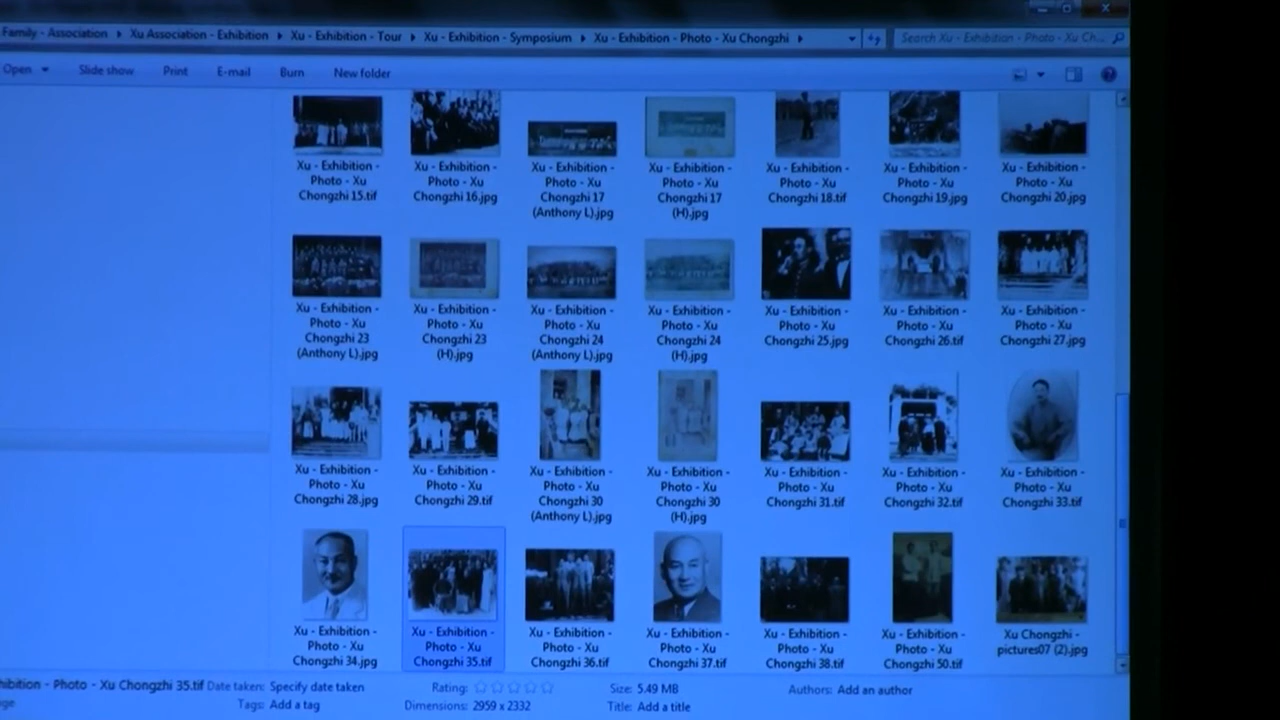 Family - Association ▸ Xu Association - Exhibition ▸ Xu - Exhibition - Tour ▸ Xu - Exhibition - Symposium ▸ Xu - Exhibition - Photo - Xu Chongzhi ▸
Search Xu - Exhibition - Photo - Xu Ch...
Open Slide show Print E-mail Burn New folder
Xu - Exhibition -
Photo - Xu
Chongzhi 15.tif
Xu - Exhibition -
Photo - Xu
Chongzhi 16.jpg
Xu - Exhibition -
Photo - Xu
Chongzhi 17
(Anthony L).jpg
Xu - Exhibition -
Photo - Xu
Chongzhi 17
(H).jpg
Xu - Exhibition -
Photo - Xu
Chongzhi 18.tif
Xu - Exhibition -
Photo - Xu
Chongzhi 19.jpg
Xu - Exhibition -
Photo - Xu
Chongzhi 20.jpg
Xu - Exhibition -
Photo - Xu
Chongzhi 23
(Anthony L).jpg
Xu - Exhibition -
Photo - Xu
Chongzhi 23
(H).jpg
Xu - Exhibition -
Photo - Xu
Chongzhi 24
(Anthony L).jpg
Xu - Exhibition -
Photo - Xu
Chongzhi 24
(H).jpg
Xu - Exhibition -
Photo - Xu
Chongzhi 25.jpg
Xu - Exhibition -
Photo - Xu
Chongzhi 26.tif
Xu - Exhibition -
Photo - Xu
Chongzhi 27.jpg
Xu - Exhibition -
Photo - Xu
Chongzhi 28.jpg
Xu - Exhibition -
Photo - Xu
Chongzhi 29.tif
Xu - Exhibition -
Photo - Xu
Chongzhi 30
(Anthony L).jpg
Xu - Exhibition -
Photo - Xu
Chongzhi 30
(H).jpg
Xu - Exhibition -
Photo - Xu
Chongzhi 31.tif
Xu - Exhibition -
Photo - Xu
Chongzhi 32.tif
Xu - Exhibition -
Photo - Xu
Chongzhi 33.tif
Xu - Exhibition -
Photo - Xu
Chongzhi 34.jpg
Xu - Exhibition -
Photo - Xu
Chongzhi 35.tif
Xu - Exhibition -
Photo - Xu
Chongzhi 36.tif
Xu - Exhibition -
Photo - Xu
Chongzhi 37.tif
Xu - Exhibition -
Photo - Xu
Chongzhi 38.tif
Xu - Exhibition -
Photo - Xu
Chongzhi 50.tif
Xu Chongzhi -
pictures07 (2).jpg
hibition - Photo - Xu Chongzhi 35.tif Date taken: Specify date taken Rating: ☆☆☆☆☆ Size: 5.49 MB Authors: Add an author
ge Tags: Add a tag Dimensions: 2959 x 2332 Title: Add a title